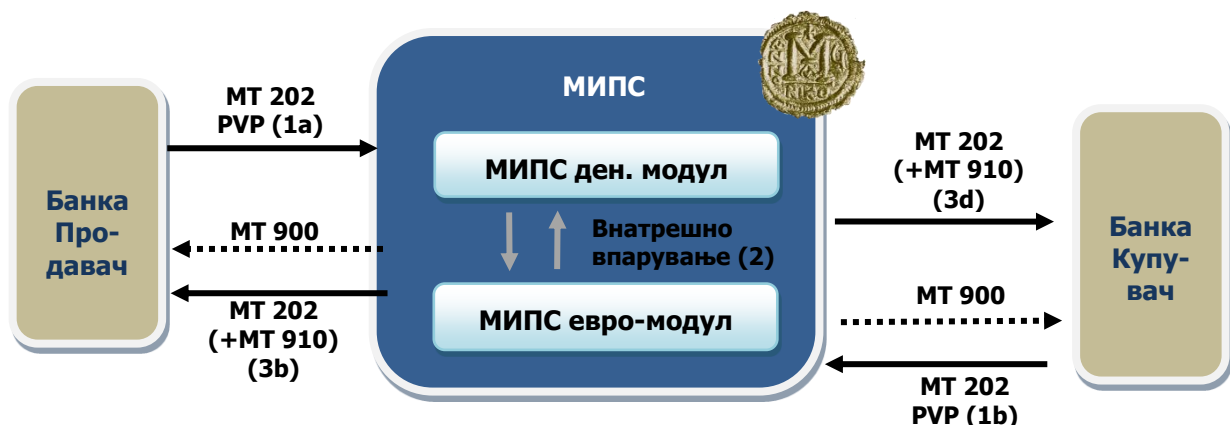 МИПС
МТ 202
PVP (1a)
Банка
Про-
давач
МТ 900
МТ 202
(+МТ 910)
(3b)
МИПС ден. модул
Внатрешно
впарување (2)
МИПС евро-модул
МТ 202
(+МТ 910)
(3d)
МТ 900
МТ 202
PVP (1b)
Банка
Купу-
вач
NIKO